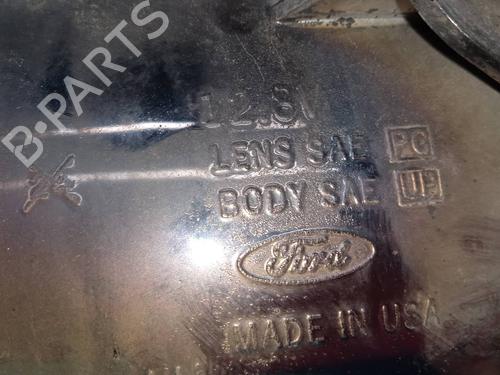 12.8V
LENS SAE PC
BODY SAE UP
Ford
MADE IN USA
B-PARTS